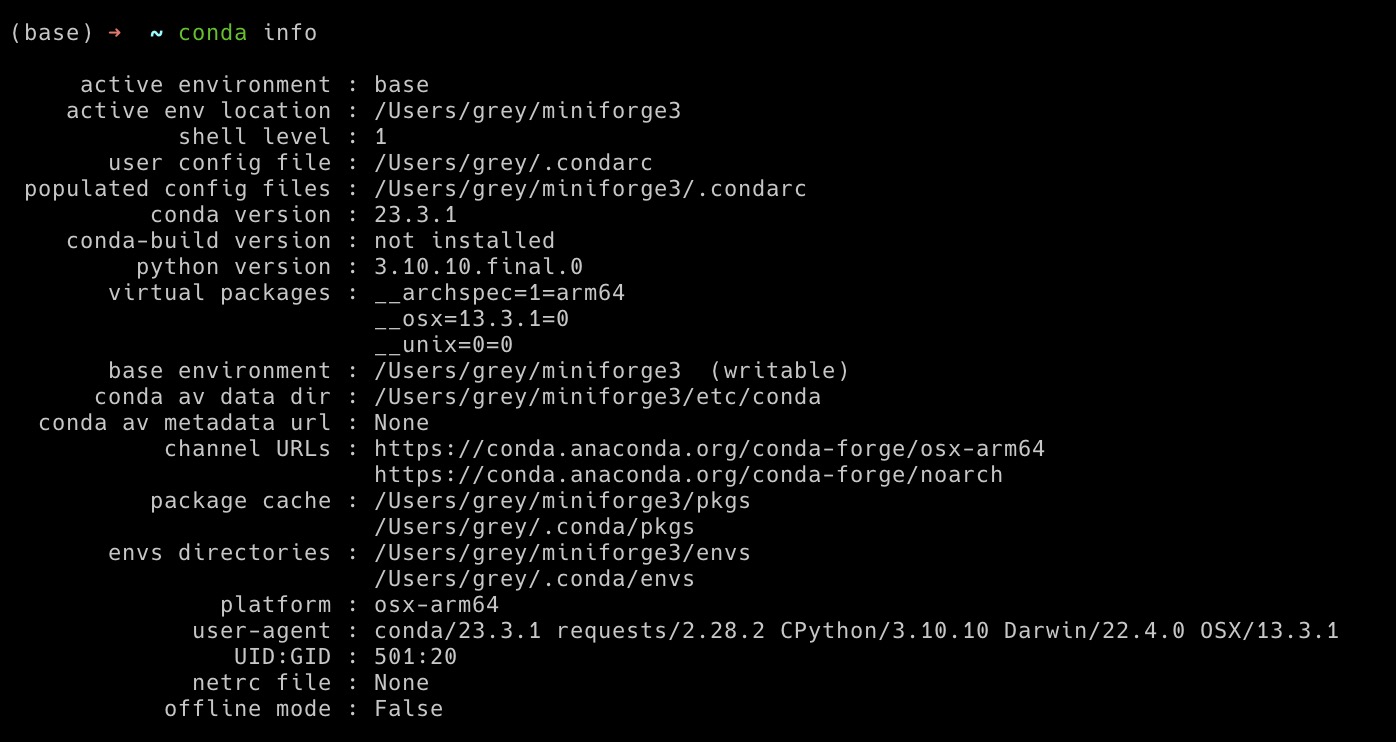 (base) ➜ ~ conda info
active environment : base
active env location : /Users/grey/miniforge3
shell level : 1
user config file : /Users/grey/.condarc
populated config files : /Users/grey/miniforge3/.condarc
conda version : 23.3.1
conda-build version : not installed
python version : 3.10.10.final.0
virtual packages : __archspec=1=arm64
__osx=13.3.1=0
__unix=0=0
base environment : /Users/grey/miniforge3  (writable)
conda av data dir : /Users/grey/miniforge3/etc/conda
conda av metadata url : None
channel URLs : https://conda.anaconda.org/conda-forge/osx-arm64
https://conda.anaconda.org/conda-forge/noarch
package cache : /Users/grey/miniforge3/pkgs
/Users/grey/.conda/pkgs
envs directories : /Users/grey/miniforge3/envs
/Users/grey/.conda/envs
platform : osx-arm64
user-agent : conda/23.3.1 requests/2.28.2 CPython/3.10.10 Darwin/22.4.0 OSX/13.3.1
UID:GID : 501:20
netrc file : None
offline mode : False